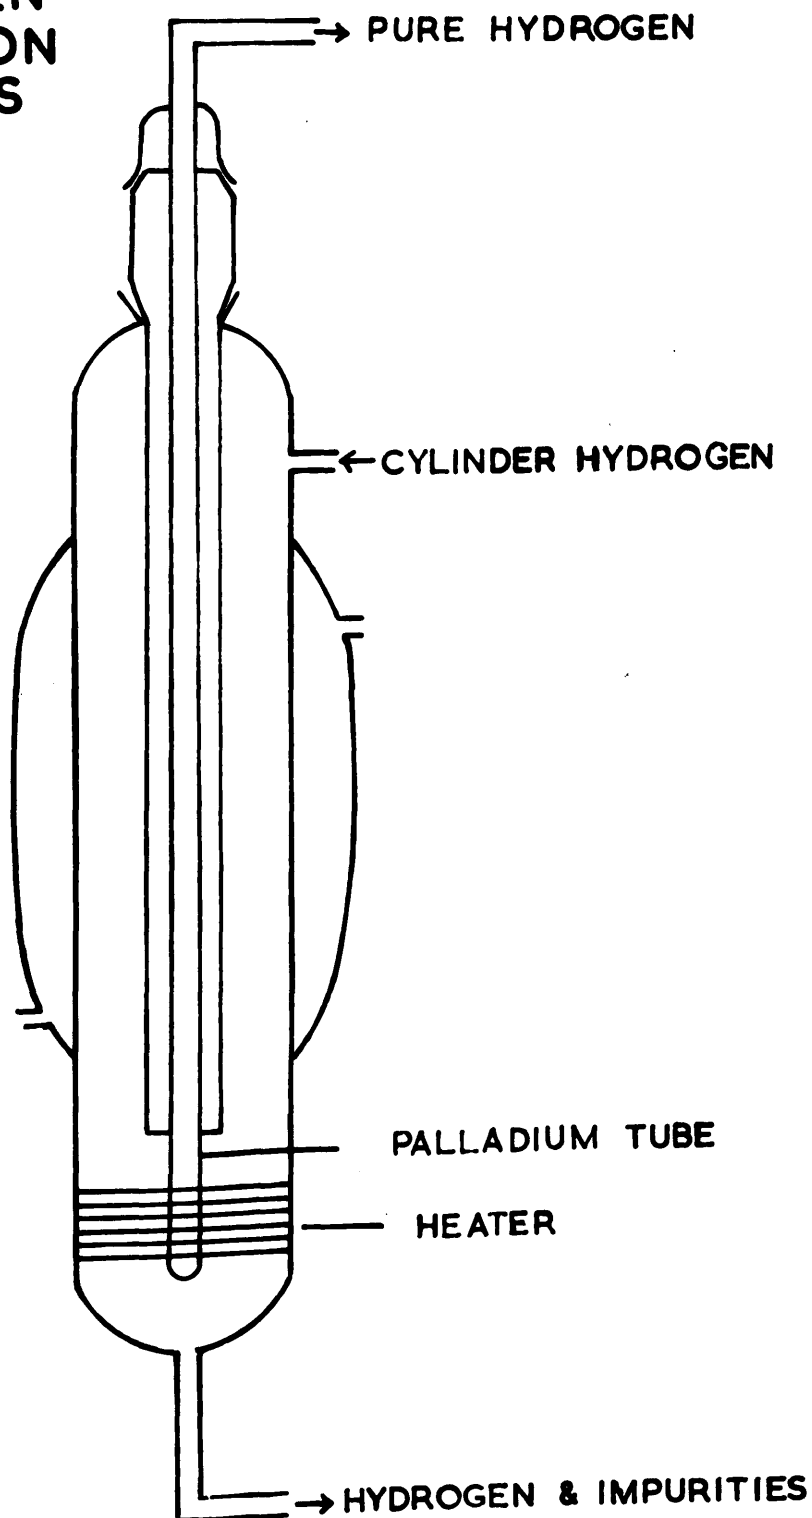 PURE HYDROGEN
CYLINDER HYDROGEN
PALLADIUM TUBE
HEATER
HYDROGEN & IMPURITIES